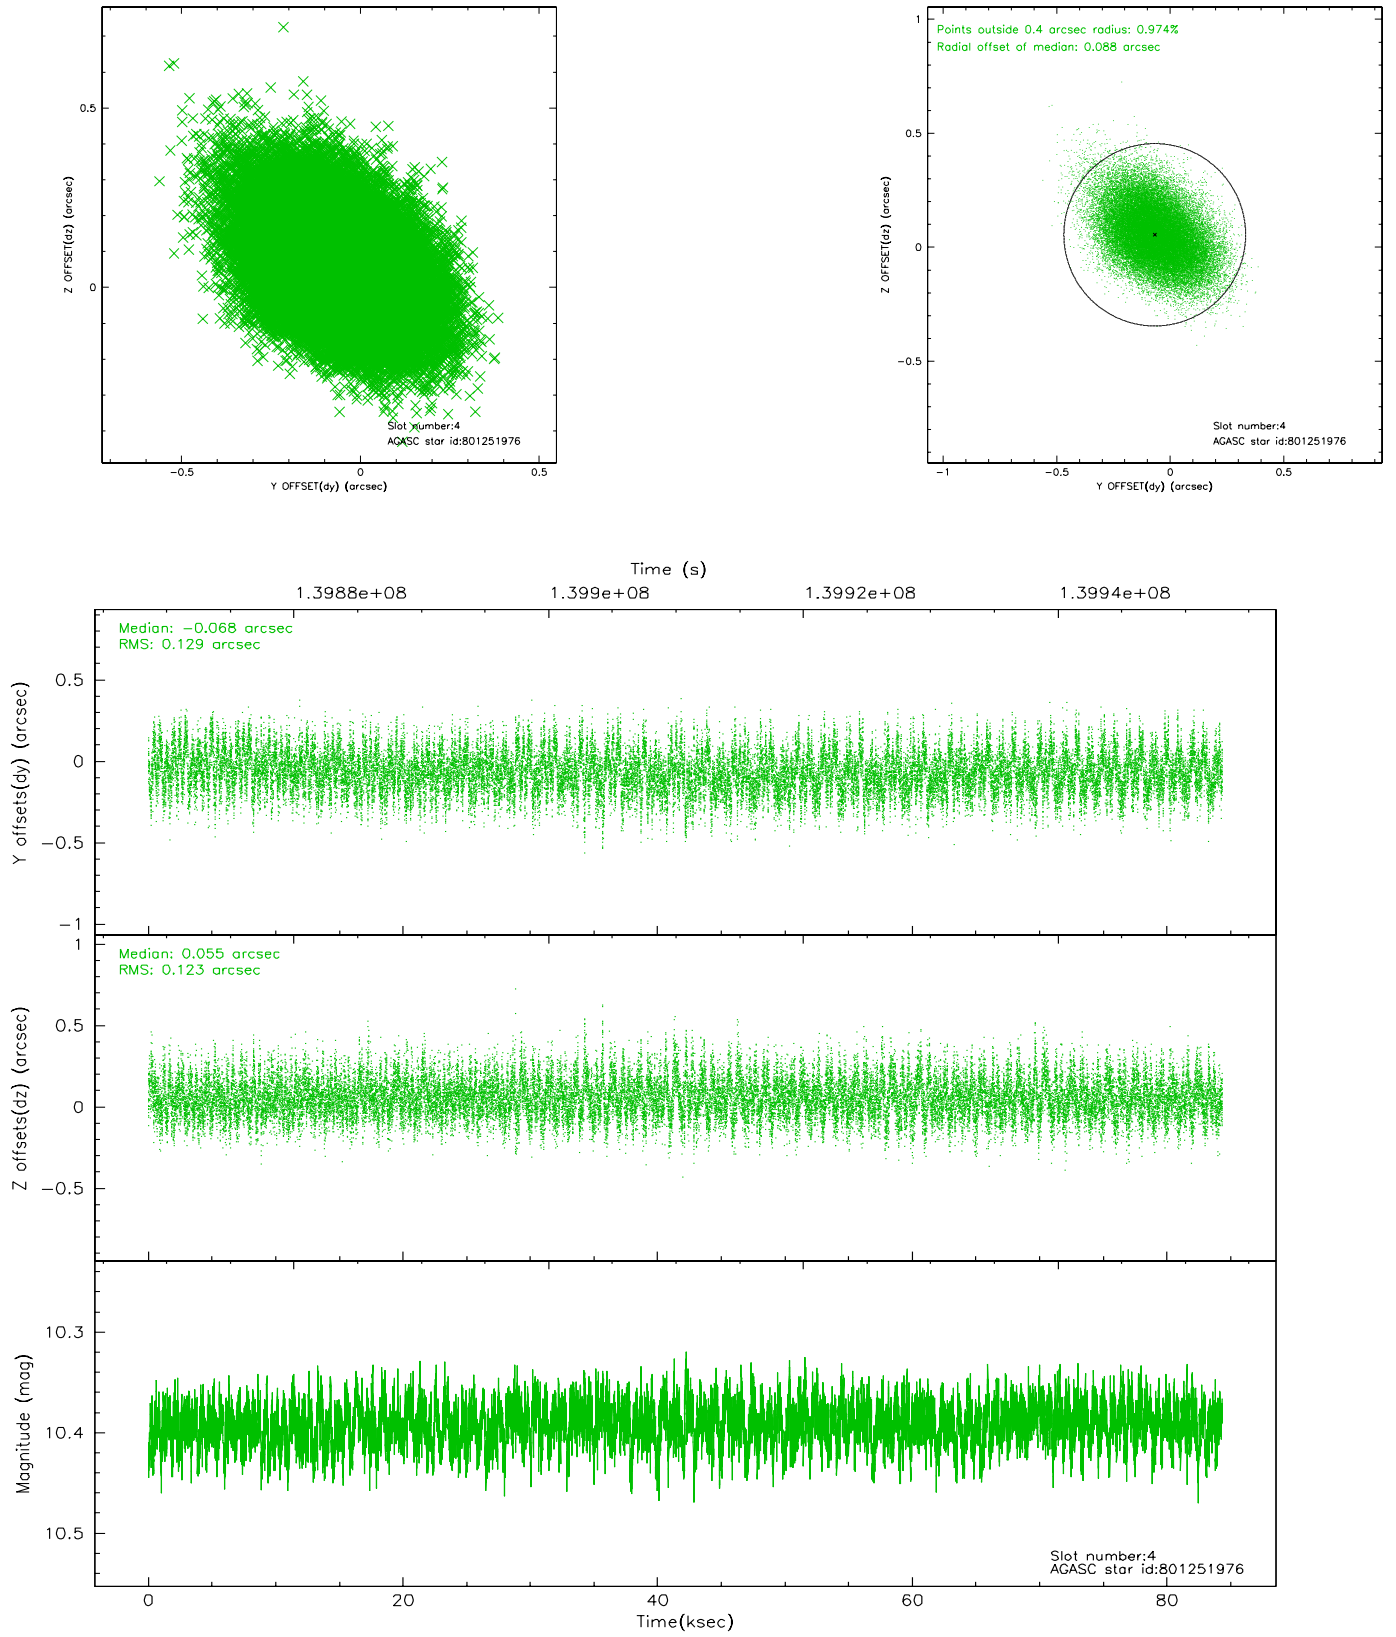 0.5
0
Z OFFSET(dz) (arcsec)
Slot number:4
AGASC star id:801251976
-0.5 0 0.5
Y OFFSET(dy) (arcsec)
Points outside 0.4 arcsec radius: 0.974%
Radial offset of median: 0.088 arcsec
1
0.5
0
-0.5
Z OFFSET(dz) (arcsec)
Slot number:4
AGASC star id:801251976
-1 -0.5 0 0.5
Y OFFSET(dy) (arcsec)
Time (s)
1.3988e+08 1.399e+08 1.3992e+08 1.3994e+08
Median: -0.068 arcsec
RMS: 0.129 arcsec
0.5
0
-0.5
-1
Y offsets(dy) (arcsec)
Median: 0.055 arcsec
RMS: 0.123 arcsec
1
0.5
0
-0.5
Z offsets(dz) (arcsec)
10.3
10.4
10.5
Magnitude (mag)
Slot number:4
AGASC star id:801251976
0 20 40 60 80
Time(ksec)